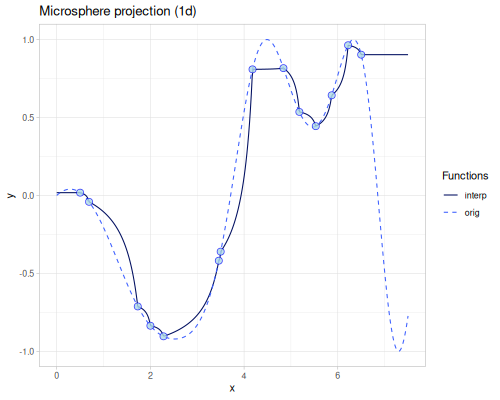 Microsphere projection (1d)
1.0
0.5
0.0
-0.5
-1.0
y
0 2 4 6
x
Functions
interp
orig